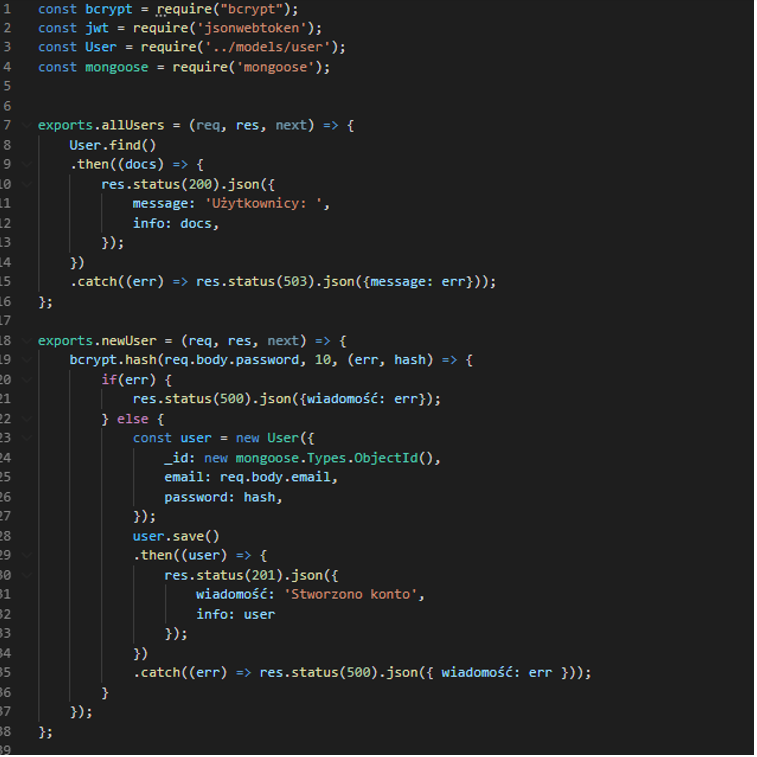 1 const bcrypt = require("bcrypt");
2 const jwt = require('jsonwebtoken');
3 const User = require('../models/user');
4 const mongoose = require('mongoose');
5
6
7 exports.allUsers = (req, res, next) => {
8 User.find()
9 .then((docs) => {
10 res.status(200).json({
11 message: 'Użytkownicy: ',
12 info: docs,
13 });
14 })
15 .catch((err) => res.status(503).json({message: err}));
16 };
17
18 exports.newUser = (req, res, next) => {
19 bcrypt.hash(req.body.password, 10, (err, hash) => {
20 if(err) {
21 res.status(500).json({wiadomość: err});
22 } else {
23 const user = new User({
24 _id: new mongoose.Types.ObjectId(),
25 email: req.body.email,
26 password: hash,
27 });
28 user.save()
29 .then((user) => {
30 res.status(201).json({
31 wiadomość: 'Stworzono konto',
32 info: user
33 });
34 })
35 .catch((err) => res.status(500).json({ wiadomość: err }));
36 }
37 });
38 };
39